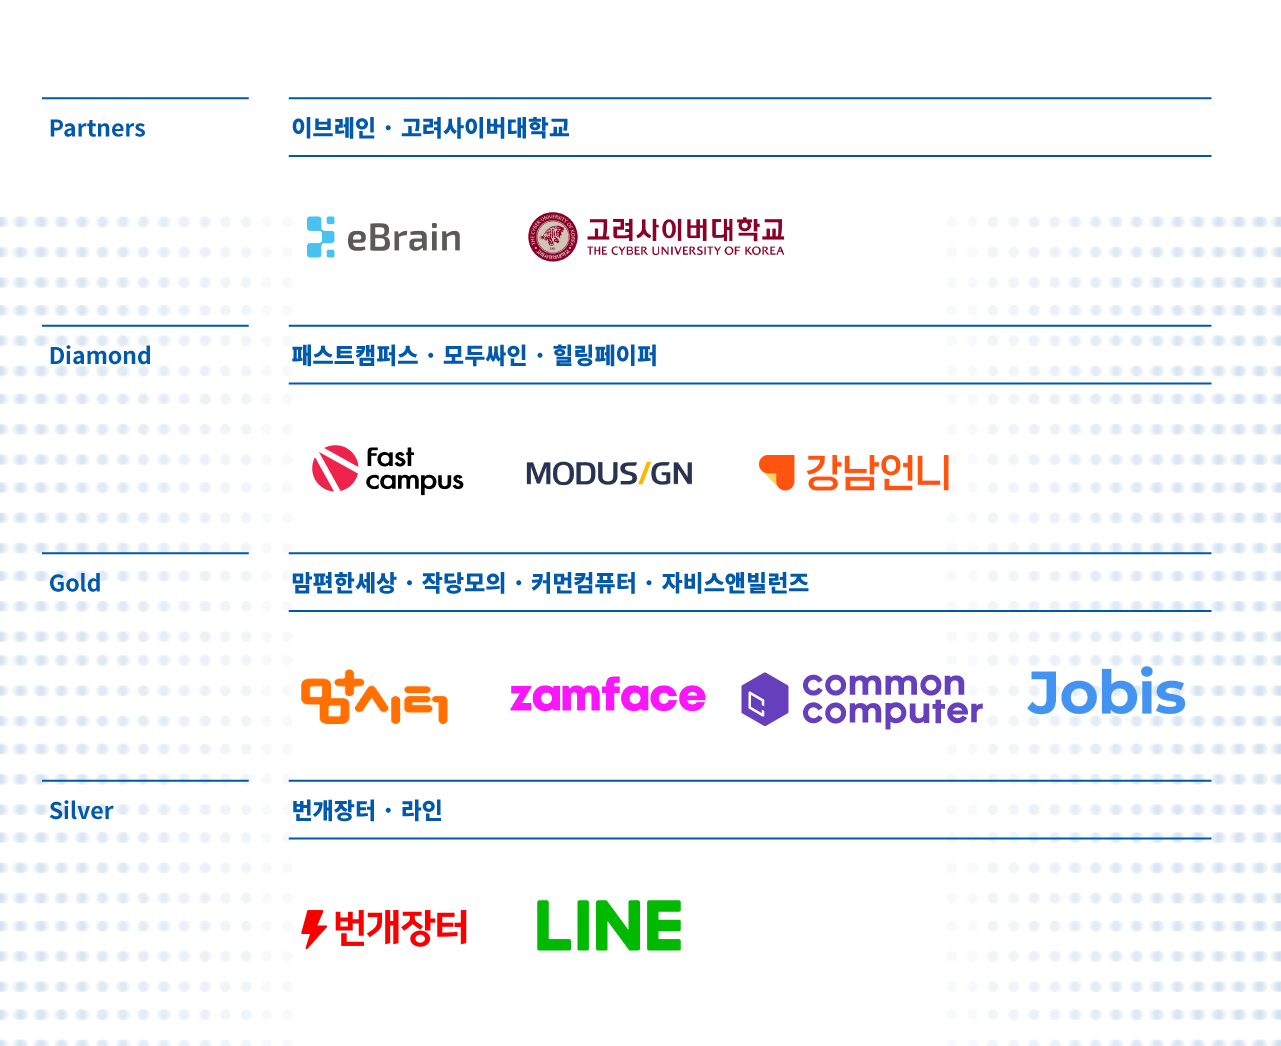 Partners
이브레인 · 고려사이버대학교
eBrain
고려사이버대학교
THE CYBER UNIVERSITY OF KOREA
Diamond
패스트캠퍼스 · 모두싸인 · 힐링페이퍼
fast
campus
MODUSIGN
강남언니
Gold
맘편한세상 · 작당모의 · 커먼컴퓨터 · 자비스앤빌런즈
맘시터
zamface
common
computer
Jobis
Silver
번개장터 · 라인
번개장터
LINE